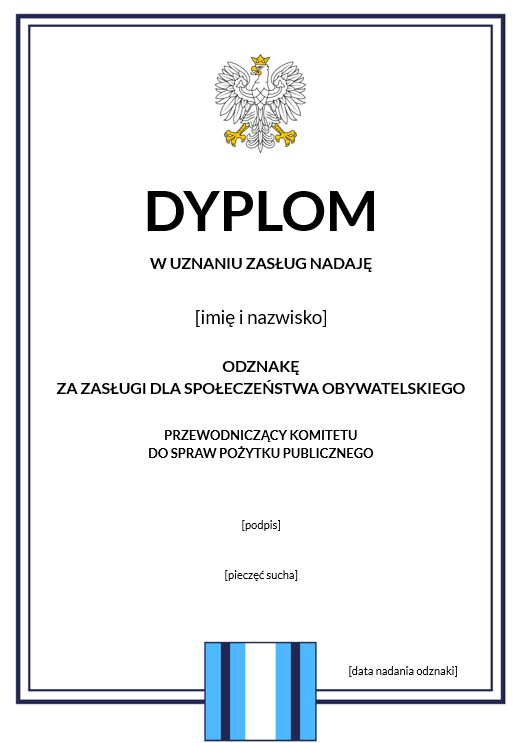 DYPLOM
W UZNANIU ZASŁUG NADAJĘ
[imię i nazwisko]
ODZNAKĘ
ZA ZASŁUGI DLA SPOŁECZEŃSTWA OBYWATELSKIEGO
PRZEWODNICZĄCY KOMITETU
DO SPRAW POŻYTKU PUBLICZNEGO
[podpis]
[pieczęć sucha]
[data nadania odznaki]